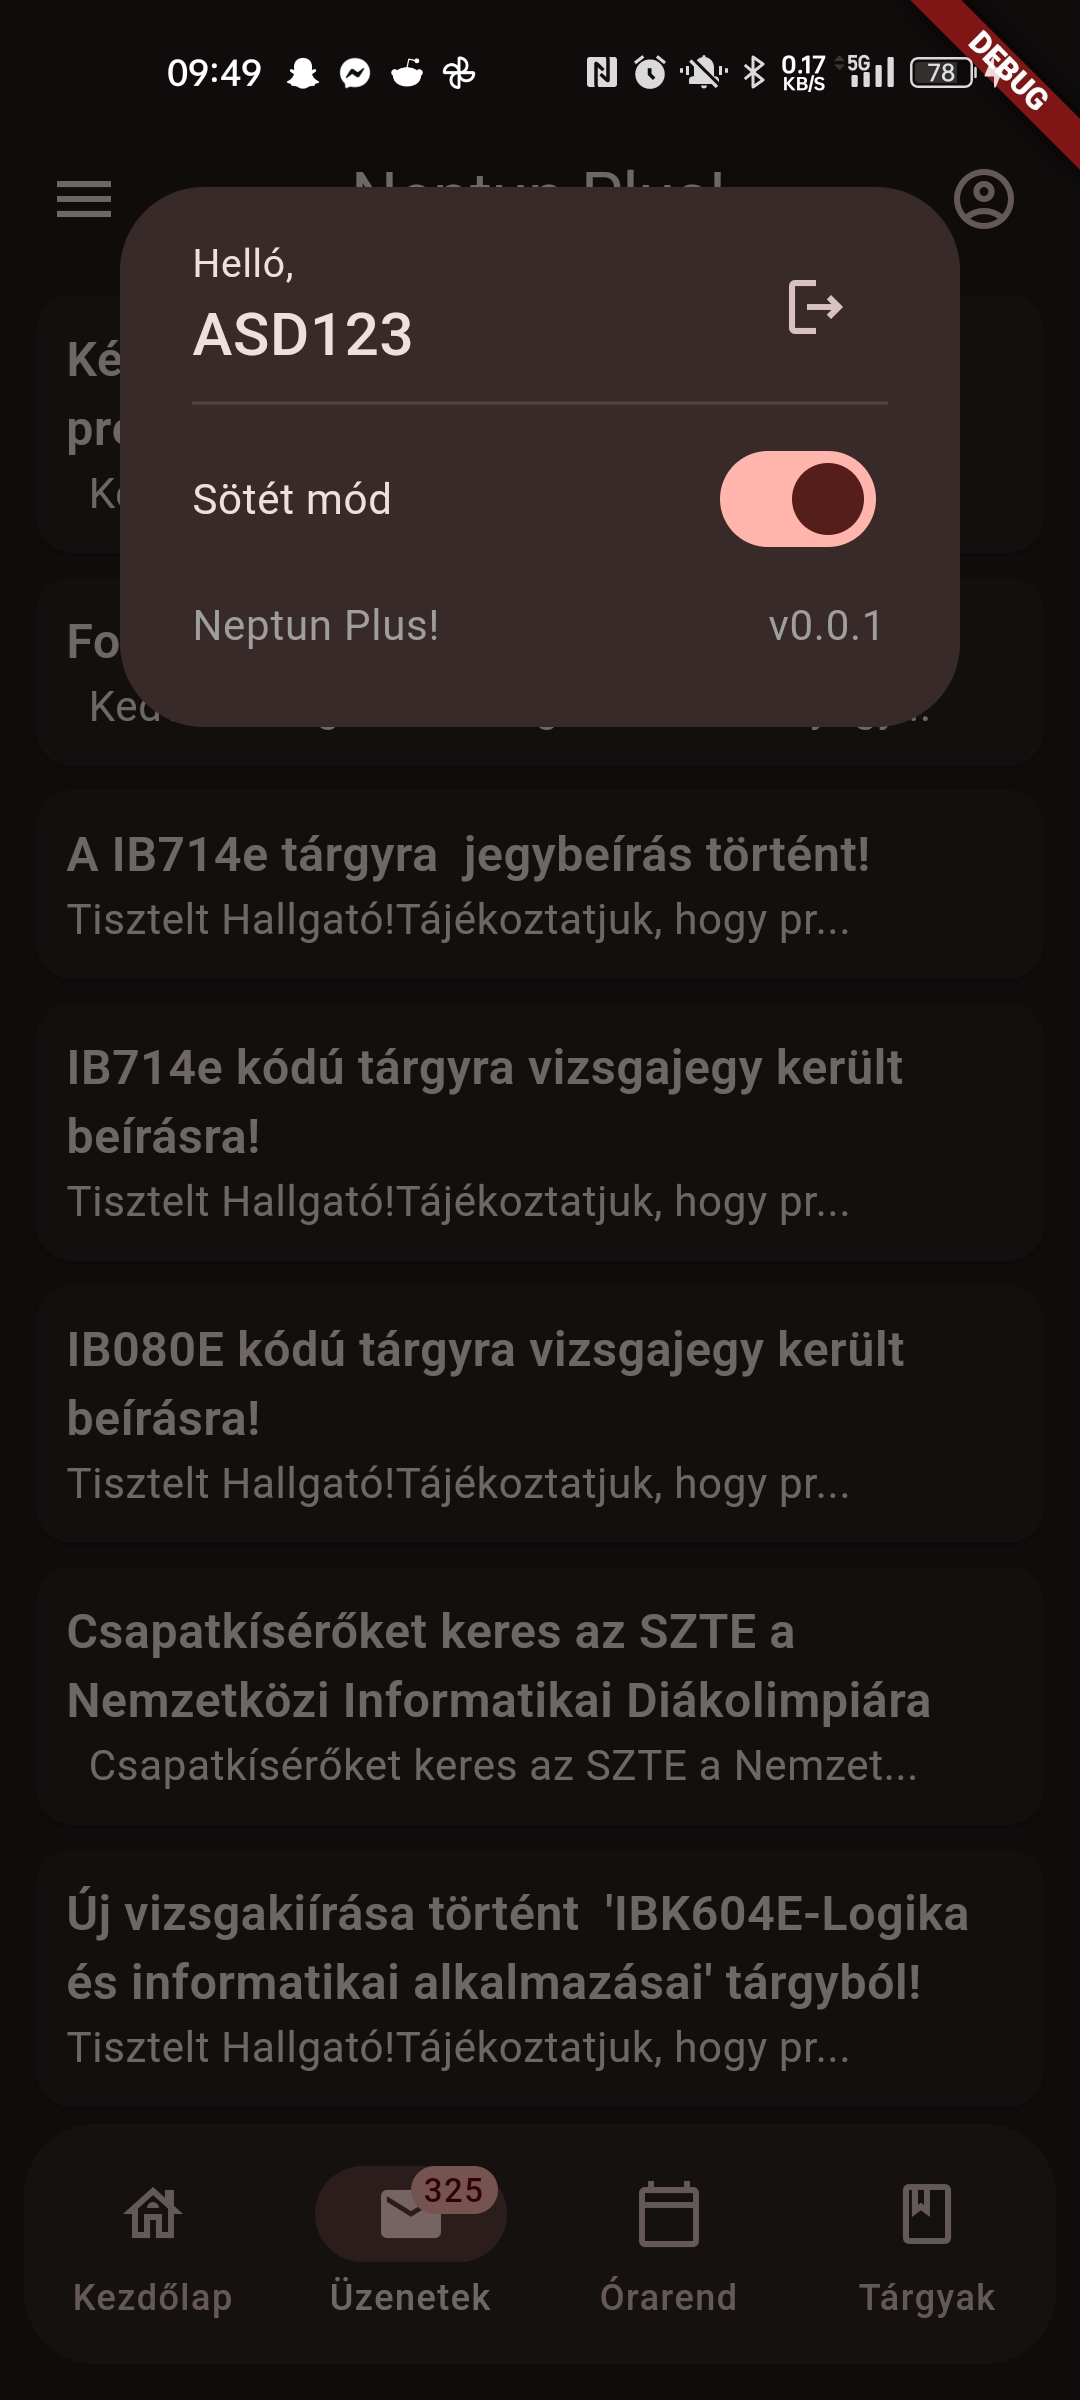 09:49
0.17
KB/S
5G
78
DEBUG
Neptun Plus!
Helló,
ASD123
Sötét mód
Neptun Plus!
v0.0.1
A IB714e tárgyra  jegybeírás történt!
Tisztelt Hallgató!Tájékoztatjuk, hogy pr...
IB714e kódú tárgyra vizsgajegy került
beírásra!
Tisztelt Hallgató!Tájékoztatjuk, hogy pr...
IB080E kódú tárgyra vizsgajegy került
beírásra!
Tisztelt Hallgató!Tájékoztatjuk, hogy pr...
Csapatkísérőket keres az SZTE a
Nemzetközi Informatikai Diákolimpiára
Csapatkísérőket keres az SZTE a Nemzet...
Új vizsgakiírása történt  'IBK604E-Logika
és informatikai alkalmazásai' tárgyból!
Tisztelt Hallgató!Tájékoztatjuk, hogy pr...
325
Kezdőlap
Üzenetek
Órarend
Tárgyak